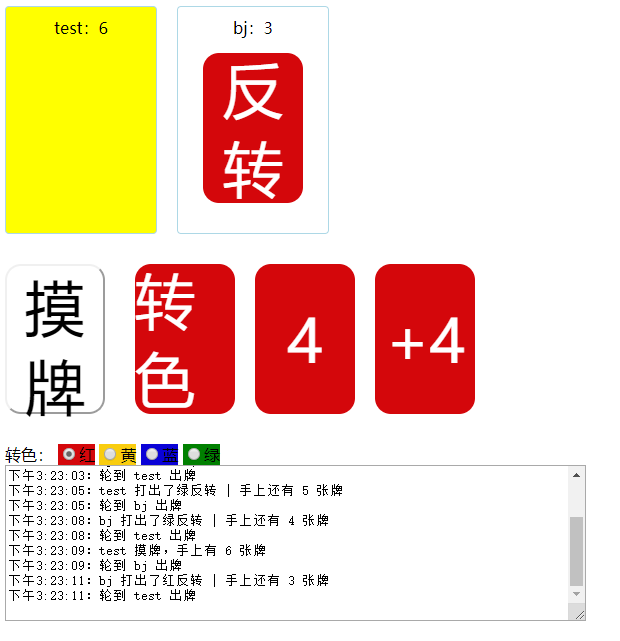 test: 6
bj: 3
反
转
摸
牌
转
色
4
+4
转色： 红 黄 蓝 绿
下午3:23:03：轮到 test 出牌
下午3:23:05：test 打出了绿反转 | 手上还有 5 张牌
下午3:23:05：轮到 bj 出牌
下午3:23:08：bj 打出了绿反转 | 手上还有 4 张牌
下午3:23:08：轮到 test 出牌
下午3:23:09：test 摸牌，手上有 6 张牌
下午3:23:09：轮到 bj 出牌
下午3:23:11：bj 打出了红反转 | 手上还有 3 张牌
下午3:23:11：轮到 test 出牌